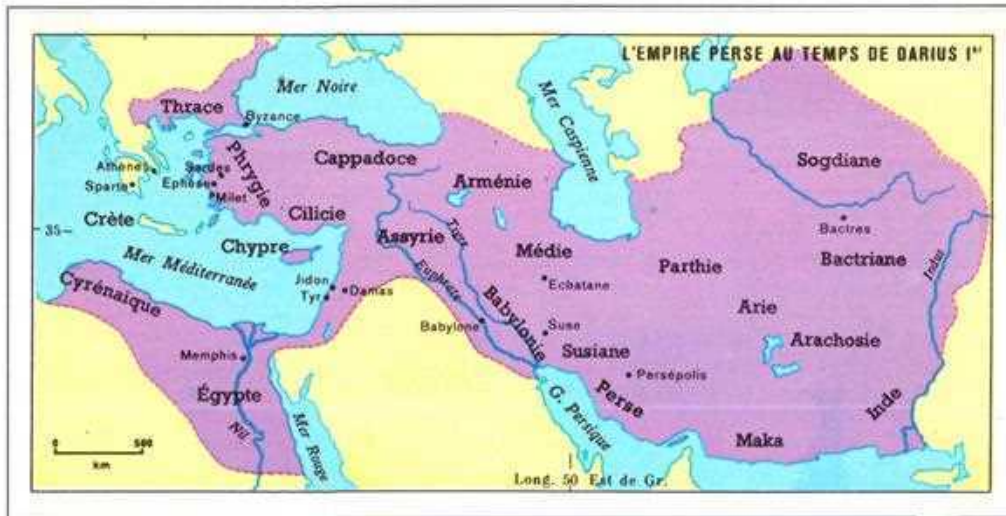 L'EMPIRE PERSE AU TEMPS DE DARIUS Ier
Mer Noire
Thrace
Byzance
Mer Caspienne
Sogdiane
Phrygie
Cappadoce
Athènes
Sardes
Arménie
Sparte
Ephèse
Milet
Crète
Cilicie
Bactres
35
Chypre
Assyrie
Tigre
Médie
Parthie
Bactriane
Indus
Mer Méditerranée
Cyrénaïque
Jidon
Tyr
Damas
Euphrate
Ecbatane
Arie
Babylone
Babylonie
Suse
Arachosie
Memphis
Susiane
Persépolis
Égypte
Perse
Inde
Nil
Mer Rouge
G. Persique
Maka
0 500
km
Long. 50 Est de Gr.